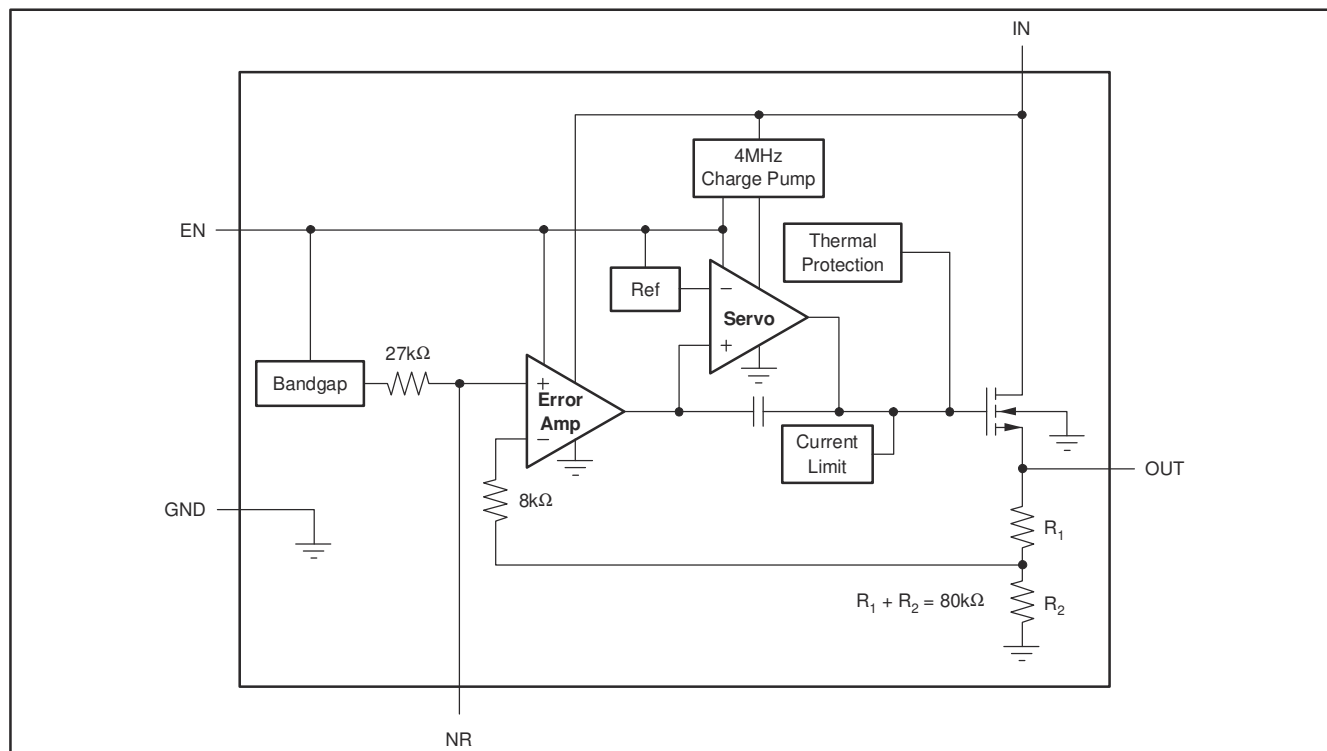 IN
4MHz
Charge Pump
EN
Thermal
Protection
Ref
−
Servo
+
27kΩ
Bandgap
+
Error
Amp
−
Current
Limit
OUT
8kΩ
GND
R1
R1 + R2 = 80kΩ
R2
NR